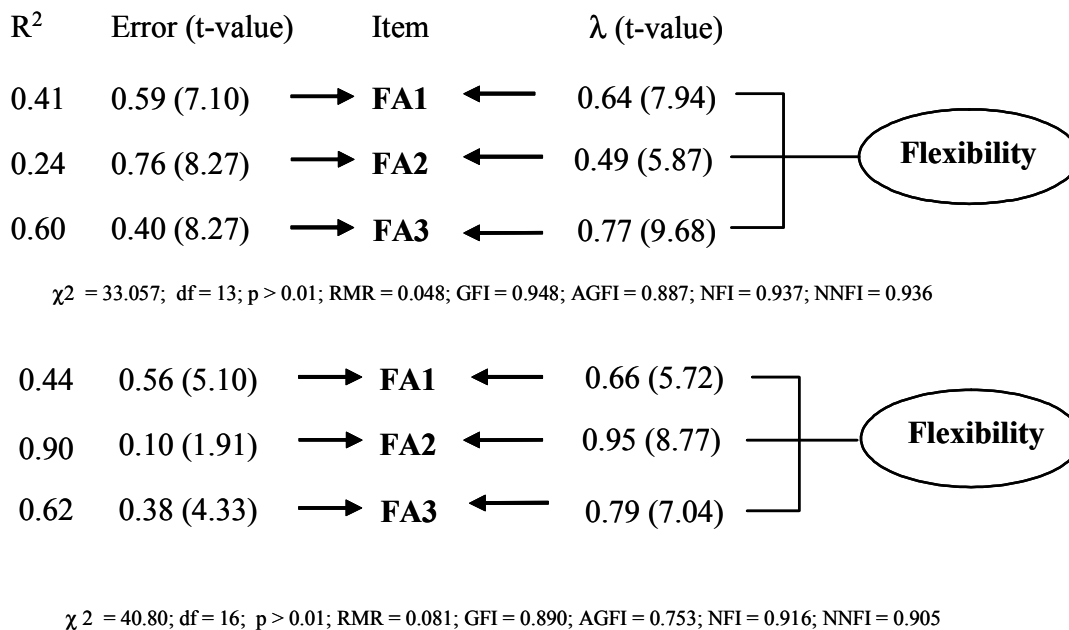 R² Error (t-value) Item λ (t-value)
0.41 0.59 (7.10) FA1 0.64 (7.94)
0.24 0.76 (8.27) FA2 0.49 (5.87) Flexibility
0.60 0.40 (8.27) FA3 0.77 (9.68)
χ2 = 33.057; df = 13; p > 0.01; RMR = 0.048; GFI = 0.948; AGFI = 0.887; NFI = 0.937; NNFI = 0.936
0.44 0.56 (5.10) FA1 0.66 (5.72)
0.90 0.10 (1.91) FA2 0.95 (8.77) Flexibility
0.62 0.38 (4.33) FA3 0.79 (7.04)
χ 2 = 40.80; df = 16; p > 0.01; RMR = 0.081; GFI = 0.890; AGFI = 0.753; NFI = 0.916; NNFI = 0.905